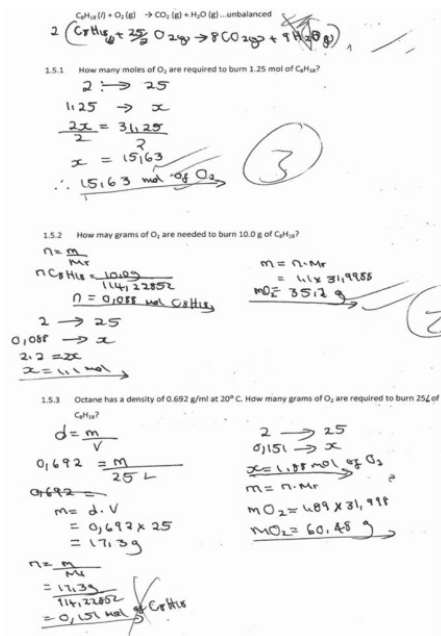 C₈H₁₈ (l) + O₂ (g) → CO₂ (g) + H₂O (g) ...unbalanced
2 (C₈H₁₈ + 25/2 O₂(g) → 8CO₂(g) + 9H₂O(g))
1.5.1 How many moles of O₂ are required to burn 1.25 mol of C₈H₁₈?
2 → 25
1,25 → x
2x/2 = 31,25/2
x = 15,63
∴ 15,63 mol of O₂
3
1.5.2 How may grams of O₂ are needed to burn 10.0 g of C₈H₁₈?
n = m/Mr
nC₈H₁₈ = 10,0g/114,22852
n = 0,088 mol C₈H₁₈
2 → 25
0,088 → x
2,2 = 2x
x = 1,1 mol
m = n·Mr
= 1,1 x 31,9988
mO₂ = 35,2 g
1.5.3 Octane has a density of 0.692 g/ml at 20° C. How many grams of O₂ are required to burn 25L of
C₈H₁₈?
d = m/V
0,692 = m/25 L
0,692 =
m = d.V
= 0,692 x 25
= 17,3g
n = m/Mr
= 17,3g/114,22852
= 0,151 mol of C₈H₁₈
2 → 25
0,151 → x
x = 1,89 mol of O₂
m = n.Mr
mO₂ = 1,89 x 31,998
mO₂ = 60,48 g